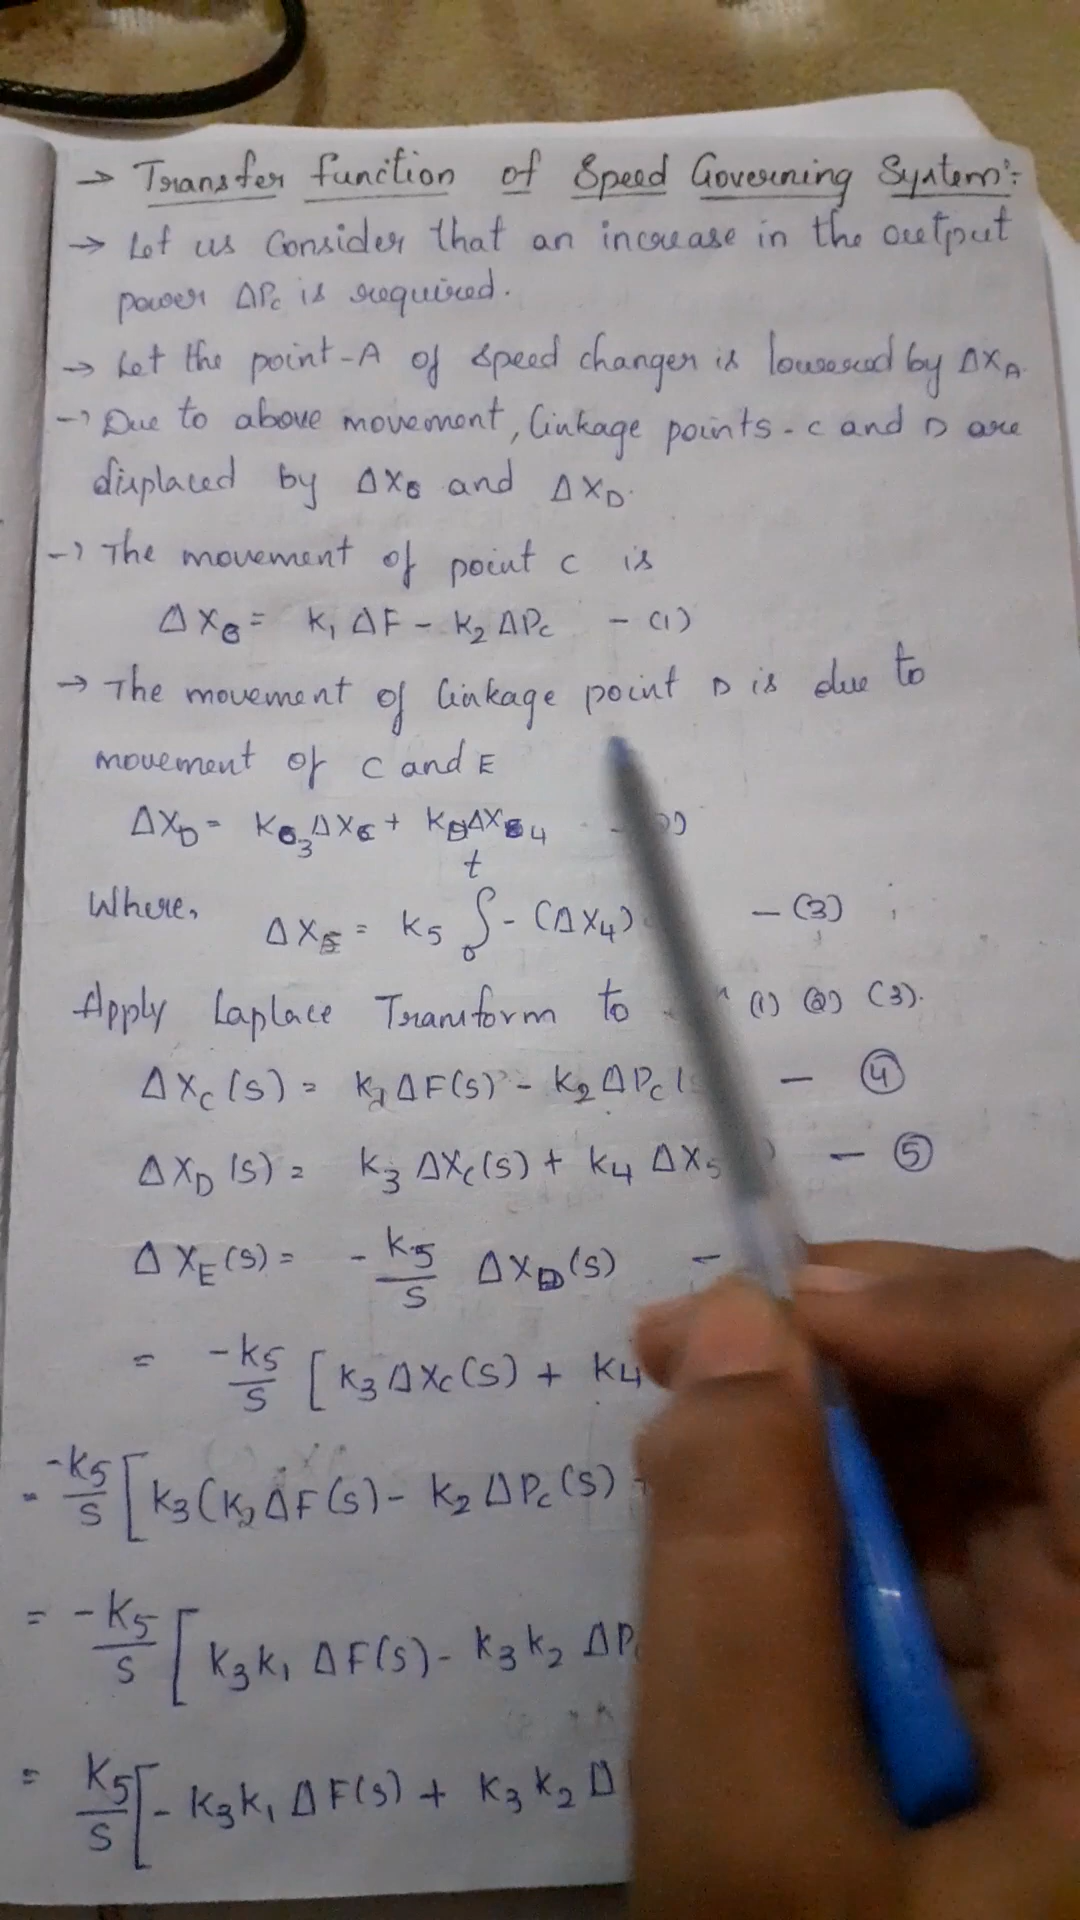 → Transfer function of Speed Governing System:-
→ Let us consider that an increase in the output
power ΔPc is required.
→ Let the point-A of speed changer is lowered by ΔXA.
→ Due to above movement, linkage points - C and D are
displaced by ΔXC and ΔXD.
→ The movement of point C is
ΔXC = K1 ΔF - K2 ΔPc - (1)
→ The movement of linkage point D is due to
movement of C and E
ΔXD = K3 ΔXC + K ΔX 4 -
Where, ΔXE = K5 ∫0t - (ΔX4) - (3)
Apply Laplace Transform to (1) (2) (3).
ΔXC(s) = K1 ΔF(s) - K2 ΔPc( - ④
ΔXD(s) = K3 ΔXC(s) + K4 ΔX5 - ⑤
ΔXE(s) = -K5/S ΔXD(s) -
= -K5/S [K3 ΔXC(s) + K4
= -K5/S [K3(K1 ΔF(s) - K2 ΔPc(s)
= -K5/S [K3K1 ΔF(s) - K3K2 ΔP
= K5/S [- K3K1 ΔF(s) + K3K2 Δ